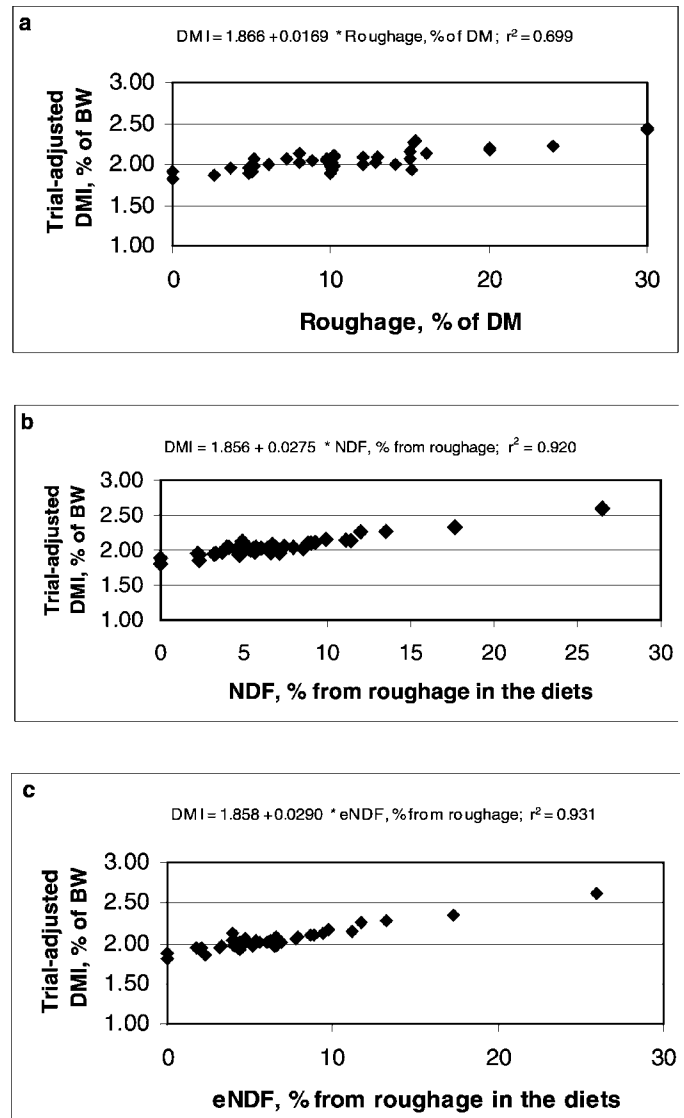 a
DMI = 1.866 + 0.0169 * Roughage, % of DM; r² = 0.699
Trial-adjusted
DMI, % of BW
3.00
2.50
2.00
1.50
1.00
0 10 20 30
Roughage, % of DM
b
DMI = 1.856 + 0.0275 * NDF, % from roughage; r² = 0.920
Trial-adjusted
DMI, % of BW
3.00
2.50
2.00
1.50
1.00
0 5 10 15 20 25 30
NDF, % from roughage in the diets
c
DMI = 1.858 + 0.0290 * eNDF, % from roughage; r² = 0.931
Trial-adjusted
DMI, % of BW
3.00
2.50
2.00
1.50
1.00
0 10 20 30
eNDF, % from roughage in the diets